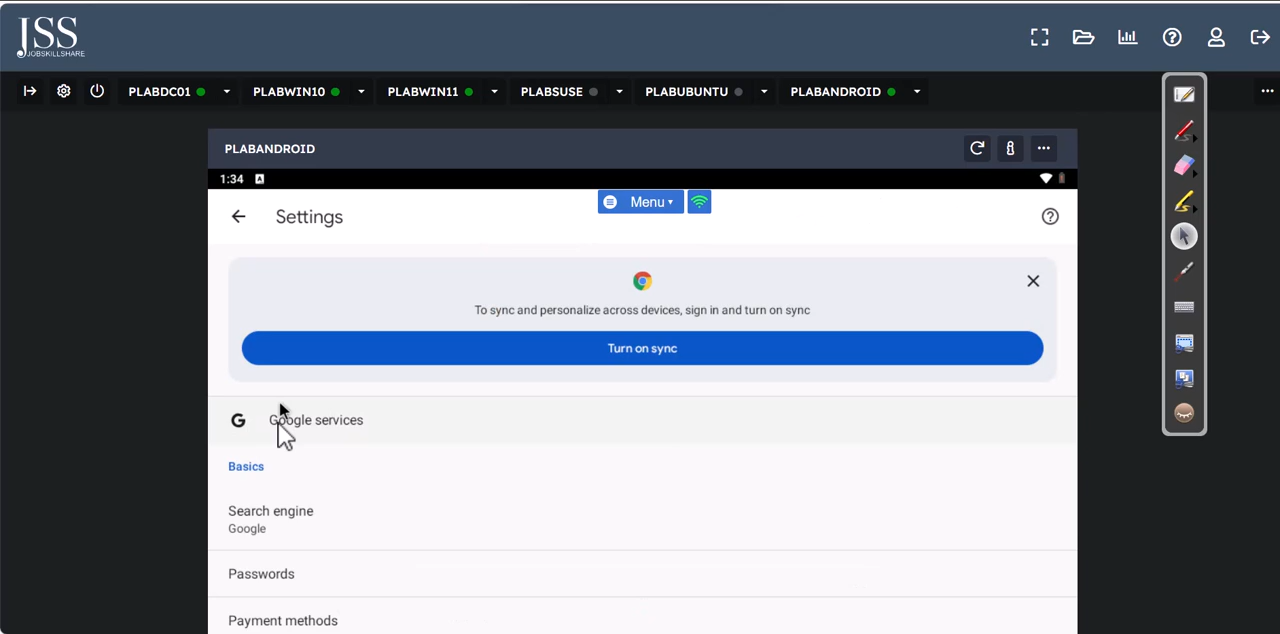 JSS
JOBSKILLSHARE
PLABDC01
PLABWIN10
PLABWIN11
PLABSUSE
PLABUBUNTU
PLABANDROID
PLABANDROID
1:34 A
Menu
Settings
To sync and personalize across devices, sign in and turn on sync
Turn on sync
G Google services
Basics
Search engine
Google
Passwords
Payment methods